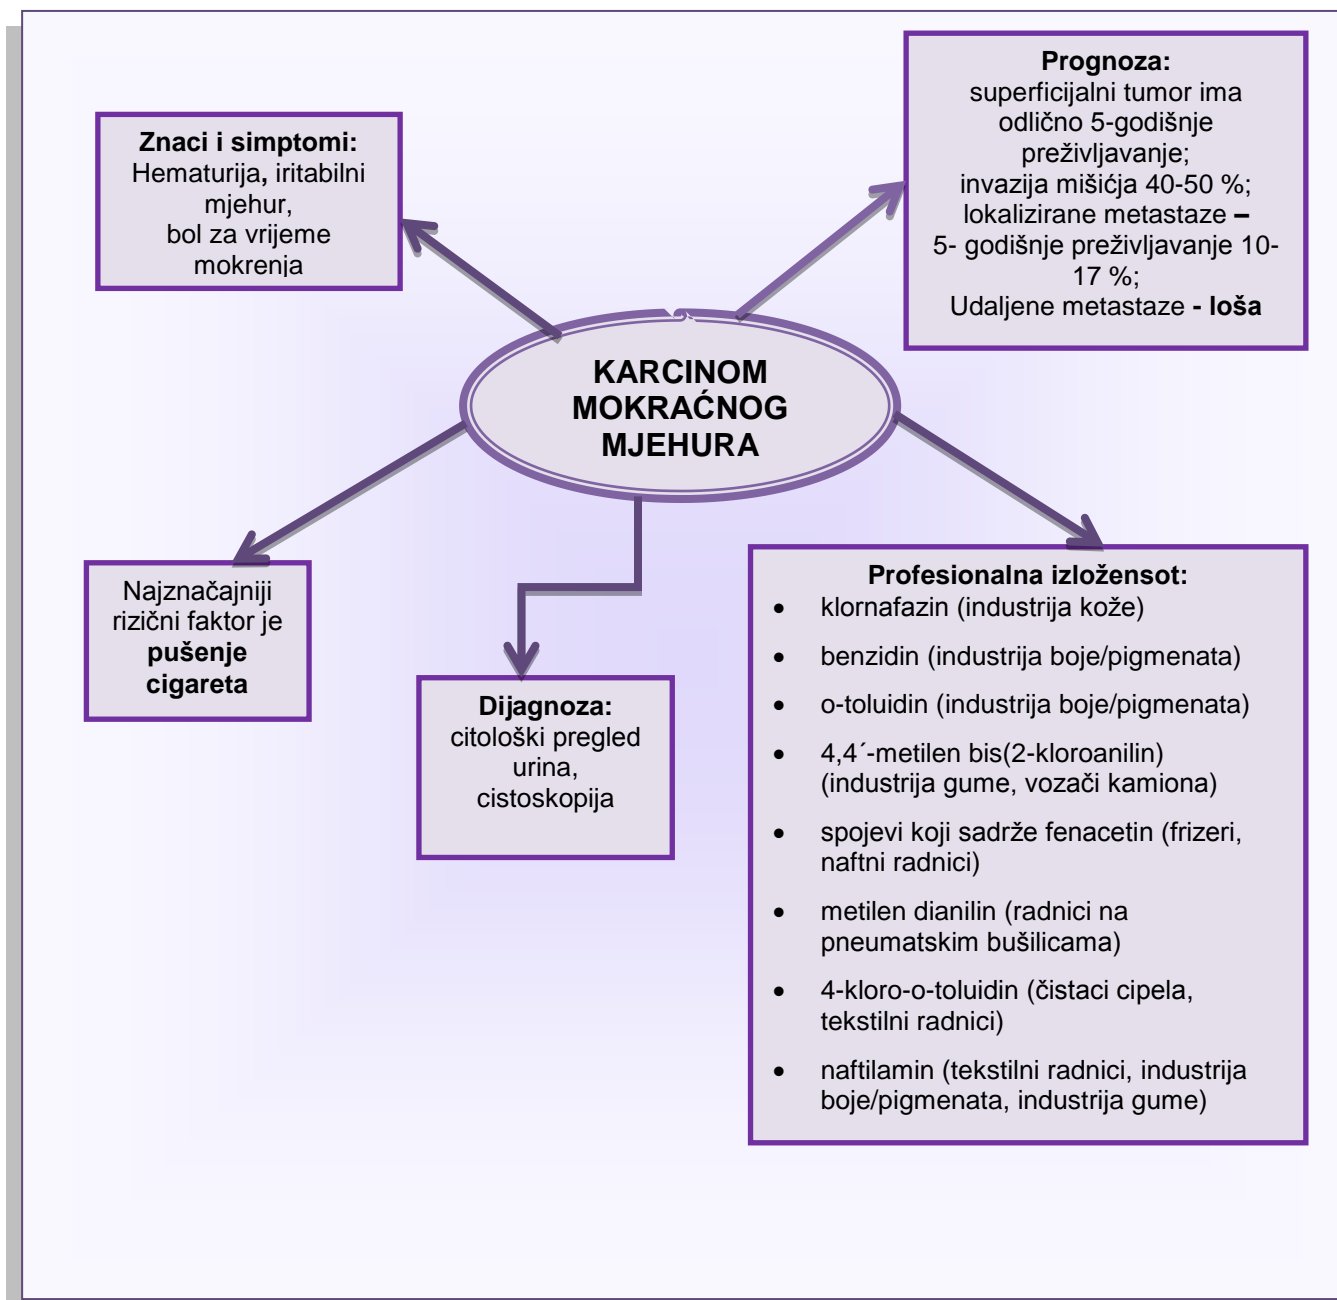 Prognoza:
superficijalni tumor ima
odlično 5-godišnje
preživljavanje;
invazija mišićja 40-50 %;
lokalizirane metastaze –
5- godišnje preživljavanje 10-
17 %;
Udaljene metastaze - loša
Znaci i simptomi:
Hematurija, iritabilni
mjehur,
bol za vrijeme
mokrenja
KARCINOM
MOKRAĆNOG
MJEHURA
Najznačajniji
rizični faktor je
pušenje
cigareta
Dijagnoza:
citološki pregled
urina,
cistoskopija
Profesionalna izložensot:
• klornafazin (industrija kože)
• benzidin (industrija boje/pigmenata)
• o-toluidin (industrija boje/pigmenata)
• 4,4´-metilen bis(2-kloroanilin)
(industrija gume, vozači kamiona)
• spojevi koji sadrže fenacetin (frizeri,
naftni radnici)
• metilen dianilin (radnici na
pneumatskim bušilicama)
• 4-kloro-o-toluidin (čistaci cipela,
tekstilni radnici)
• naftilamin (tekstilni radnici, industrija
boje/pigmenata, industrija gume)